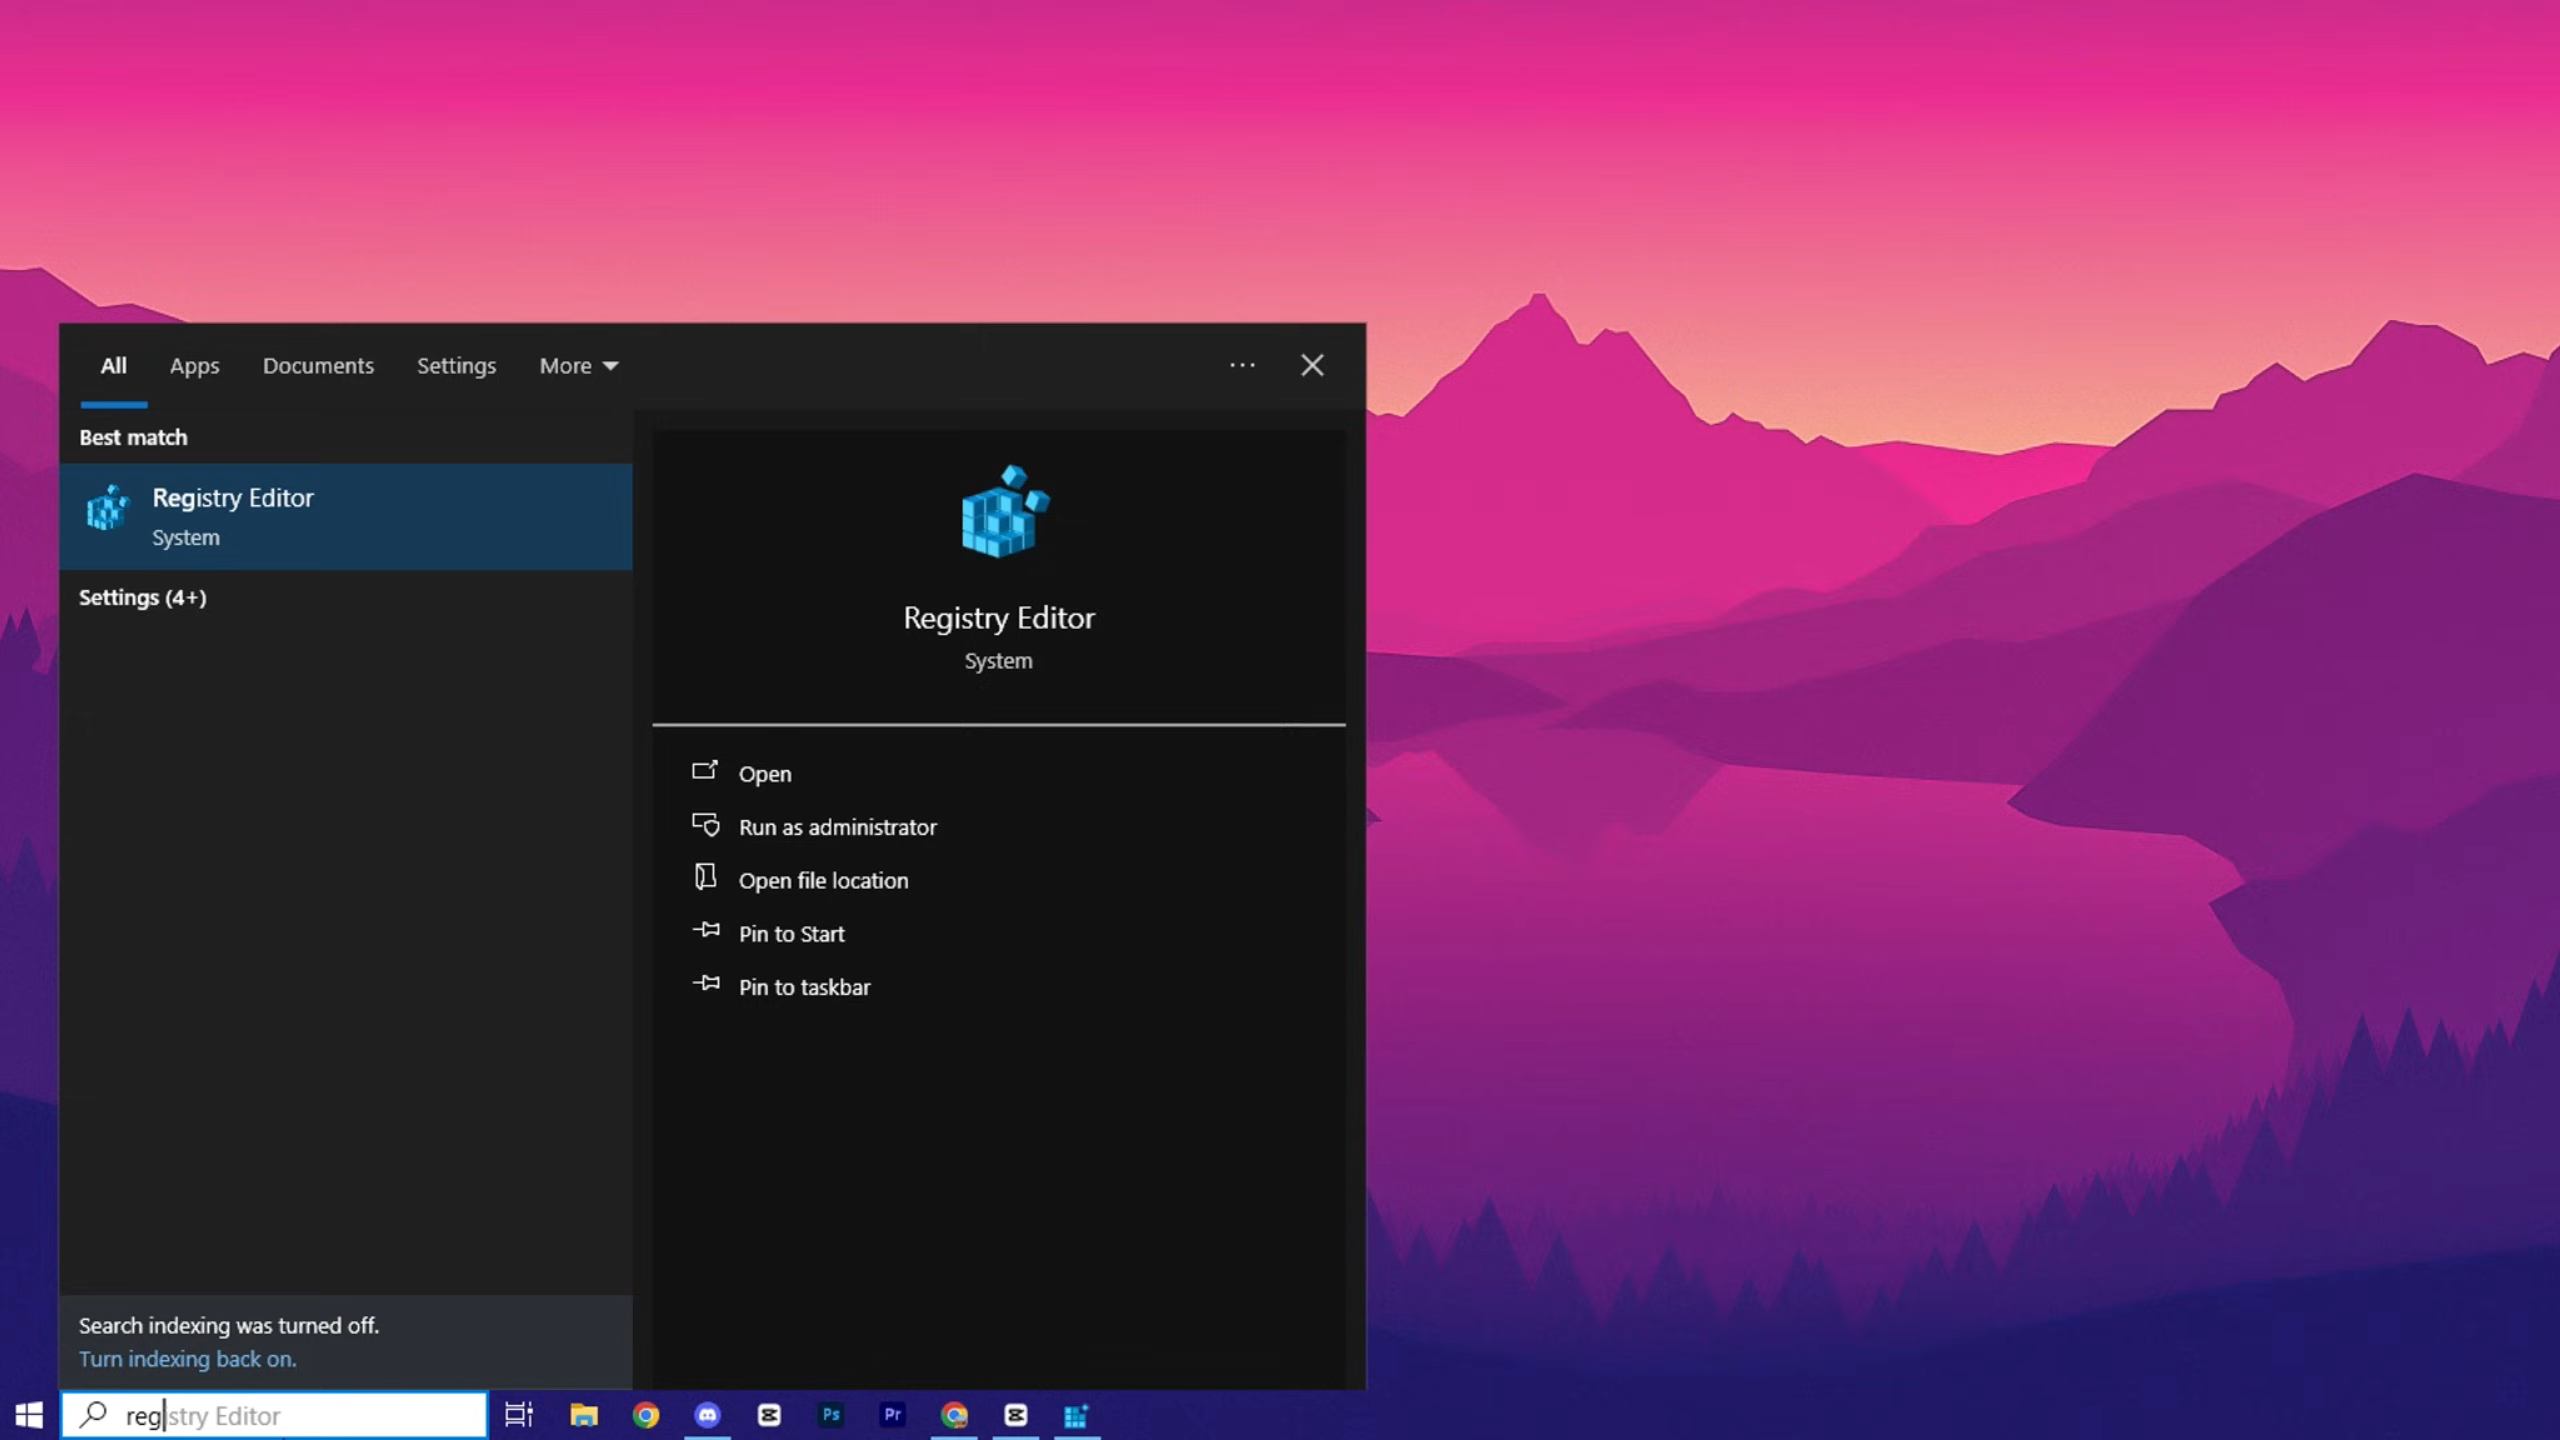 All Apps Documents Settings More
Best match
Registry Editor
System
Settings (4+)
Registry Editor
System
Open
Run as administrator
Open file location
Pin to Start
Pin to taskbar
Search indexing was turned off.
Turn indexing back on.
registry Editor
Ps Pr